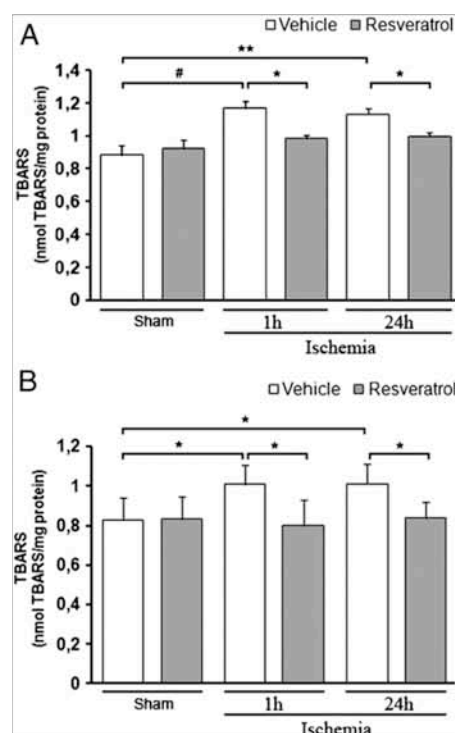 A
Vehicle Resveratrol
**
# * *
TBARS
(nmol TBARS/mg protein)
1,4
1,2
1
0,8
0,6
0,4
0,2
0
Sham 1h 24h
Ischemia
B
Vehicle Resveratrol
*
* * *
TBARS
(nmol TBARS/mg protein)
1,2
1
0,8
0,6
0,4
0,2
0
Sham 1h 24h
Ischemia